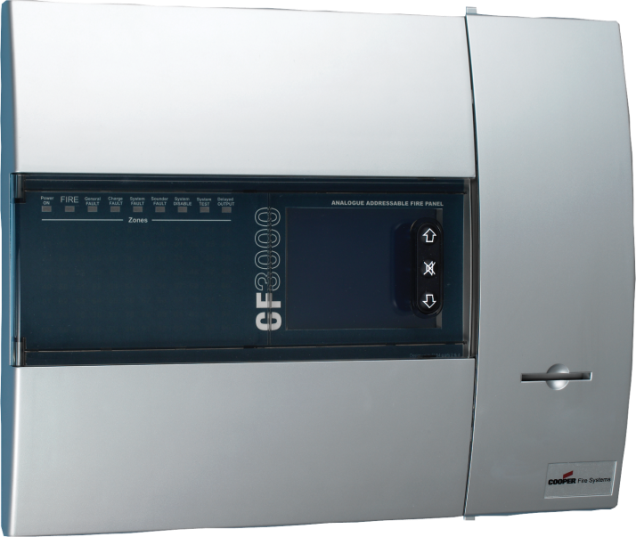 Power ON
FIRE
General FAULT
Charge FAULT
System FAULT
Sounder FAULT
System DISABLE
System TEST
Delayed OUTPUT
Zones
ANALOGUE ADDRESSABLE FIRE PANEL
CF3000
COOPER Fire Systems